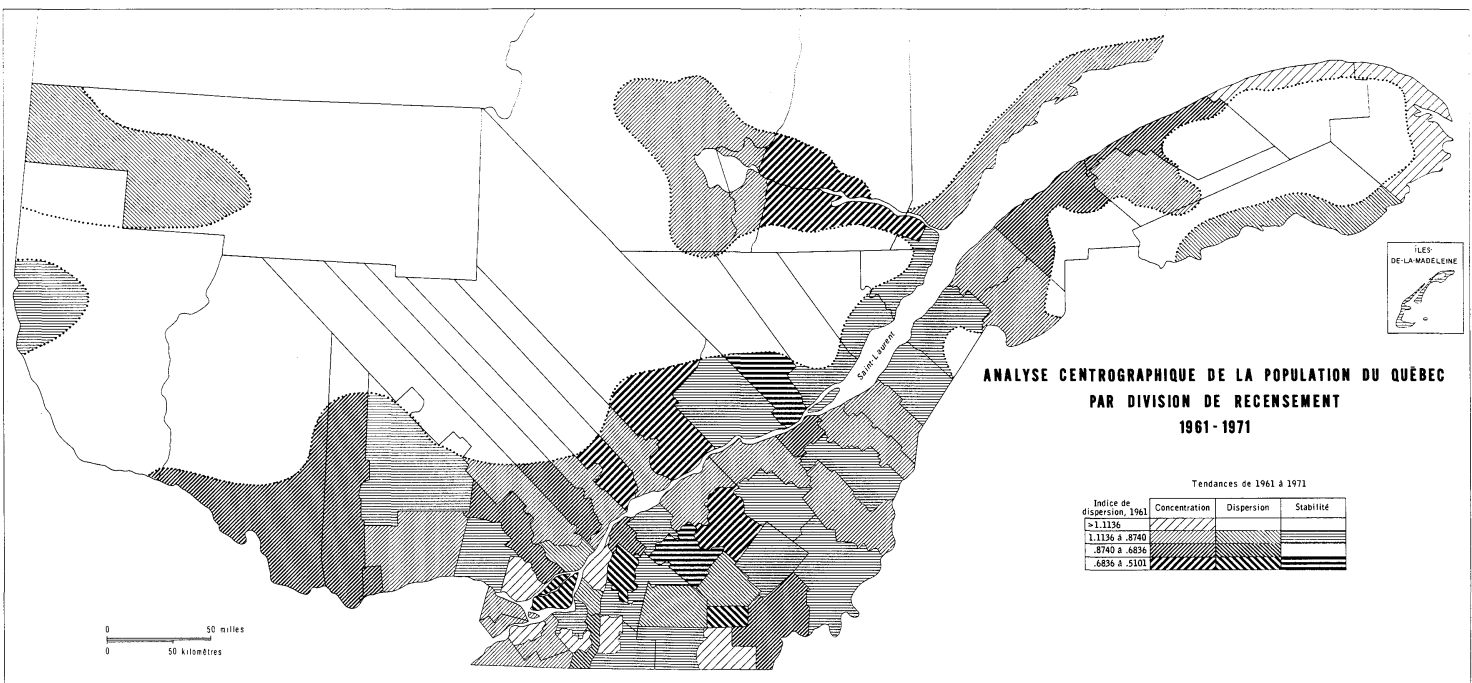 ÎLES-
DE-LA-MADELEINE
Saint-Laurent
ANALYSE CENTROGRAPHIQUE DE LA POPULATION DU QUÉBEC
PAR DIVISION DE RECENSEMENT
1961-1971
Tendances de 1961 à 1971
Indice de
dispersion, 1961
Concentration
Dispersion
Stabilité
>1.1136
1.1136 à .8740
.8740 à .6836
.6836 à .5101
0 50 milles
0 50 kilomètres